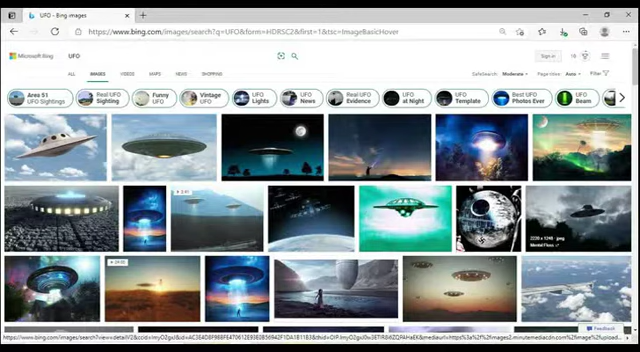 UFO - Bing images
https://www.bing.com/images/search?q=UFO&form=HDRSC2&first=1&tsc=ImageBasicHover
Microsoft Bing
UFO
Sign in
ALL IMAGES VIDEOS MAPS NEWS SHOPPING
SafeSearch: Moderate Page View: Auto Filter
Area 51 UFO Sightings
Real UFO Sighting
Funny UFO
Vintage UFO
UFO Lights
UFO News
Real UFO Evidence
UFO at Night
UFO Template
Best UFO Photos Ever
UFO Beam
Mental Floss
Feedback